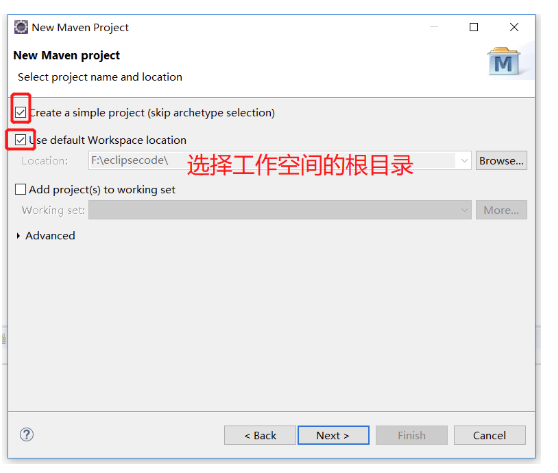 New Maven Project
New Maven project
Select project name and location
M
Create a simple project (skip archetype selection)
Use default Workspace location
Location: F:\eclipsecode\ Browse...
选择工作空间的根目录
Add project(s) to working set
Working set: More...
Advanced
? < Back Next > Finish Cancel